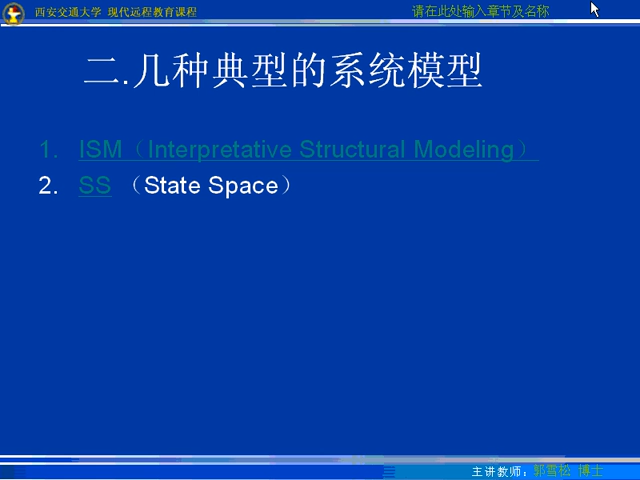 西安交通大学 现代远程教育课程
请在此处输入章节及名称
二.几种典型的系统模型
1. ISM（Interpretative Structural Modeling）
2. SS （State Space）
主讲教师：郭雪松 博士